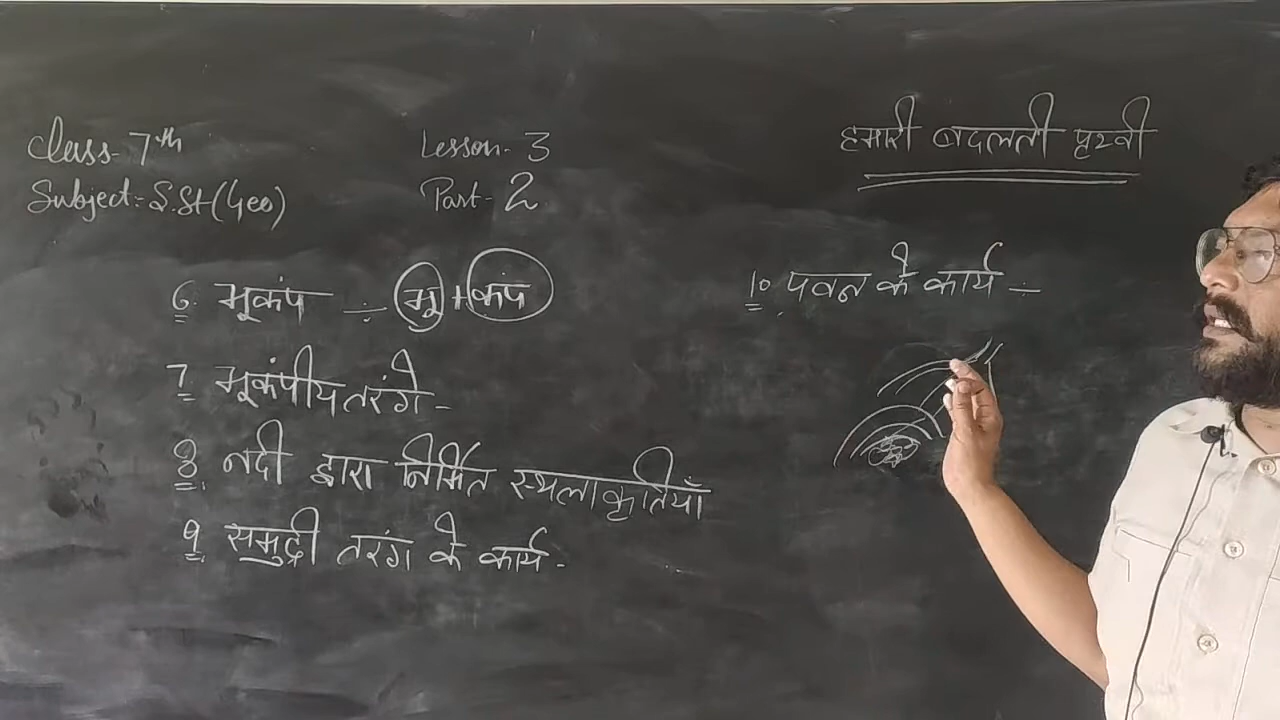 Class- 7th
Subject:- S.St (Geo)
Lesson- 3
Part- 2
हमारी बदलती पृथ्वी
6. भूकंप ÷ भू + कंप
7 भूकंपीय तरंगे -
8. नदी द्वारा निर्मित स्थलाकृतियाँ
9. समुद्री तरंग के कार्य -
10. पवन के कार्य ÷